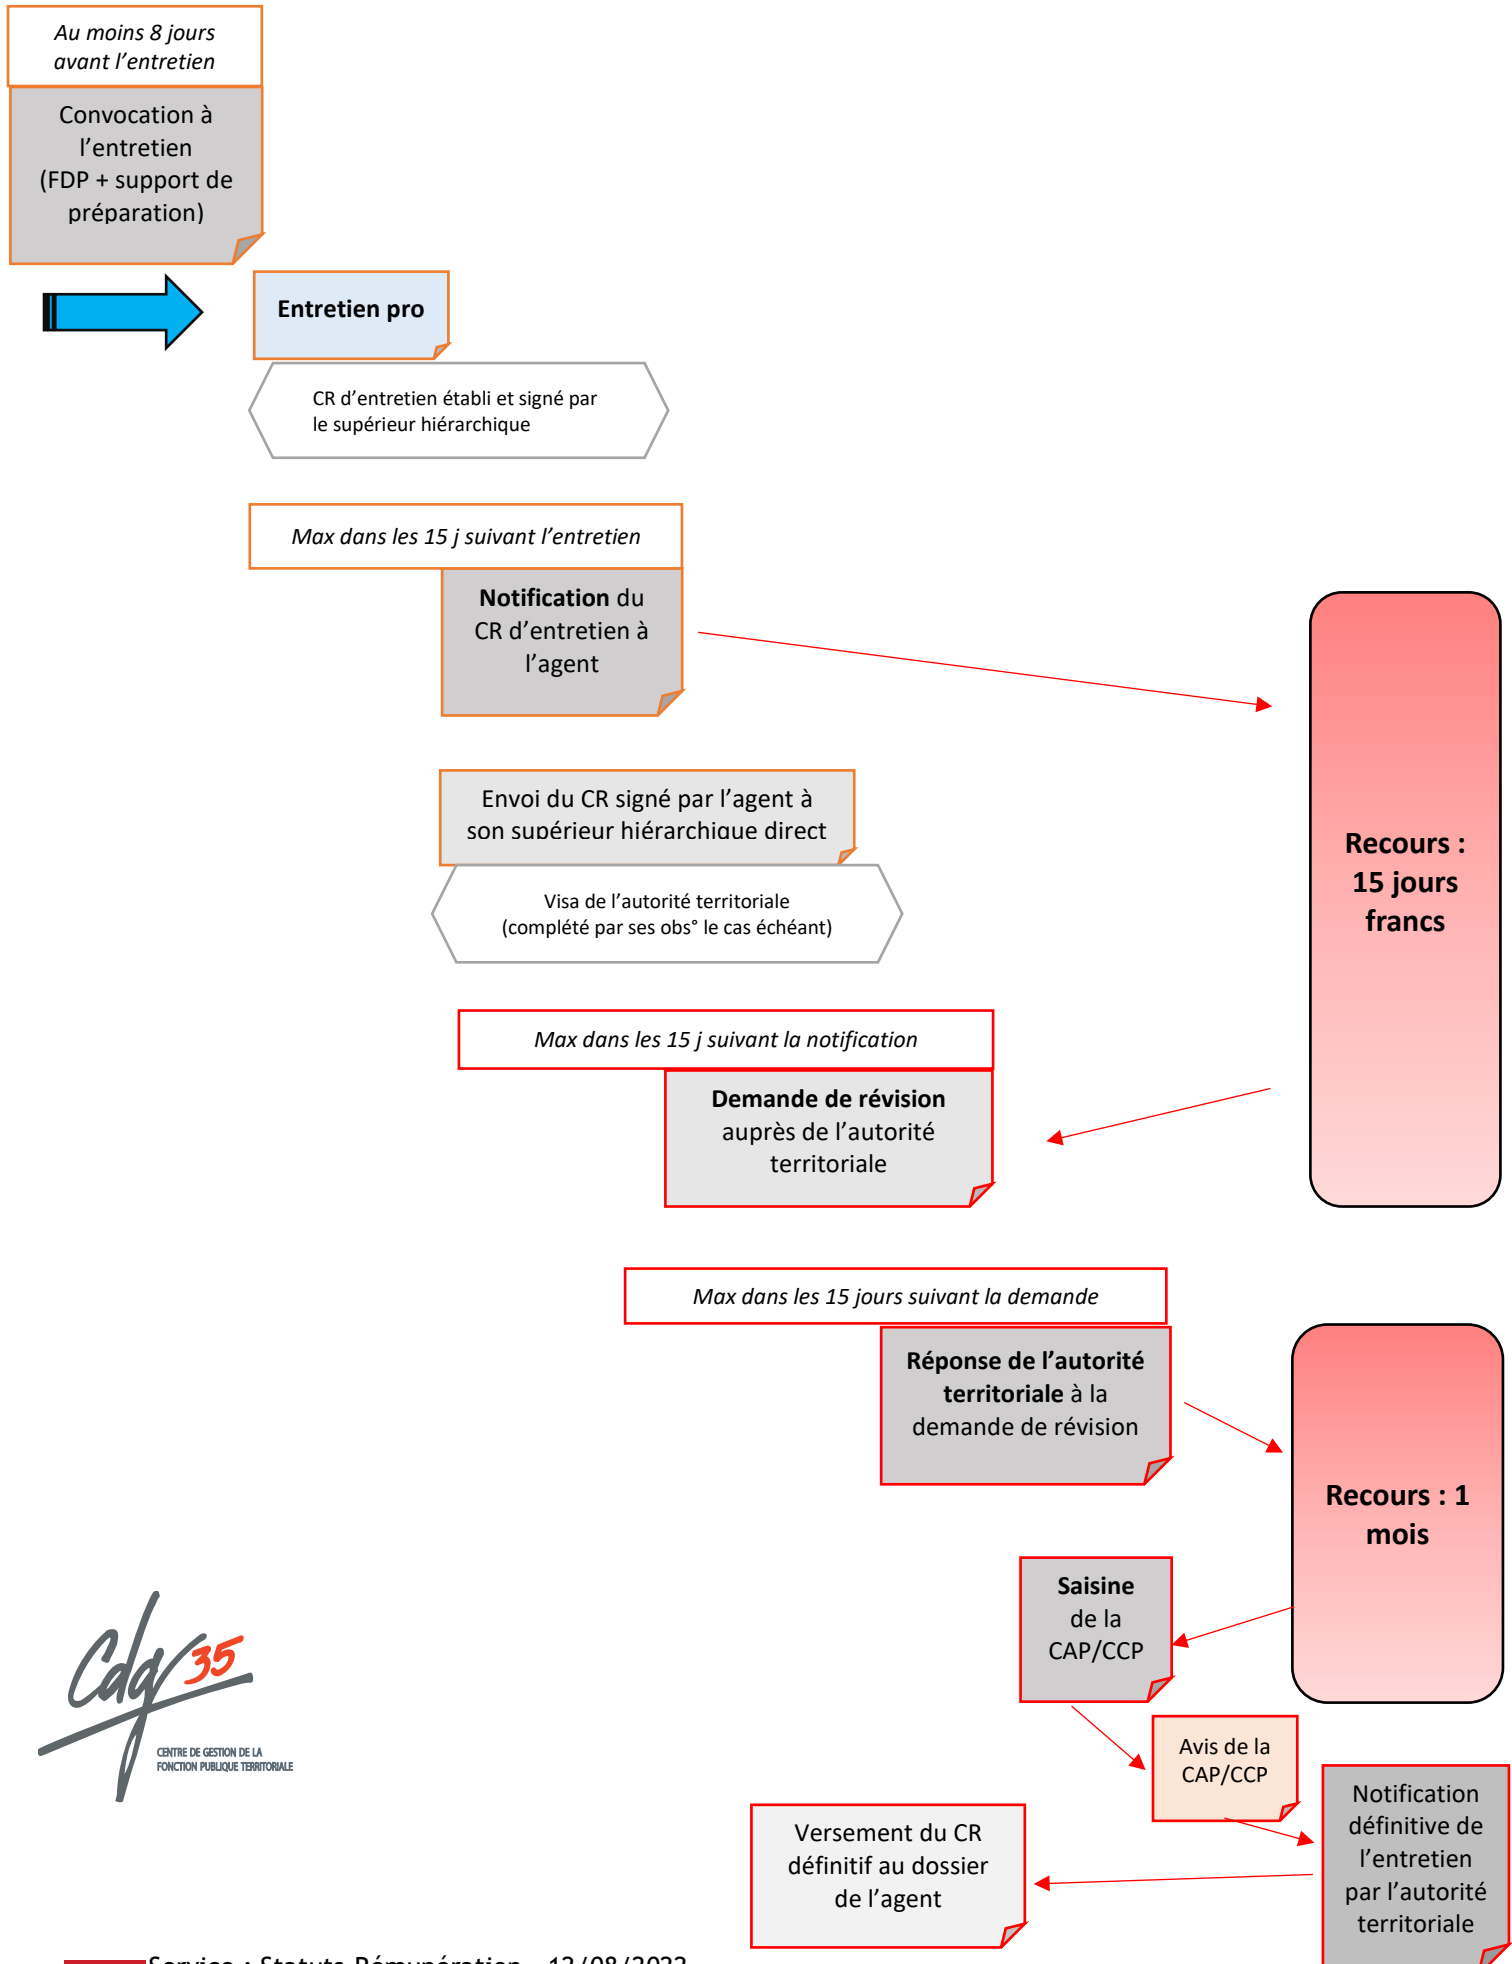 Au moins 8 jours
avant l’entretien
Convocation à
l’entretien
(FDP + support de
préparation)
Entretien pro
CR d’entretien établi et signé par
le supérieur hiérarchique
Max dans les 15 j suivant l’entretien
Notification du
CR d’entretien à
l’agent
Envoi du CR signé par l’agent à
son supérieur hiérarchique direct
Visa de l’autorité territoriale
(complété par ses obs° le cas échéant)
Recours :
15 jours
francs
Max dans les 15 j suivant la notification
Demande de révision
auprès de l’autorité
territoriale
Max dans les 15 jours suivant la demande
Réponse de l’autorité
territoriale à la
demande de révision
Recours : 1
mois
Saisine
de la
CAP/CCP
Avis de la
CAP/CCP
Notification
définitive de
l’entretien
par l’autorité
territoriale
Versement du CR
définitif au dossier
de l’agent
Cdg 35
CENTRE DE GESTION DE LA
FONCTION PUBLIQUE TERRITORIALE
Service : Statuts-Rémunération